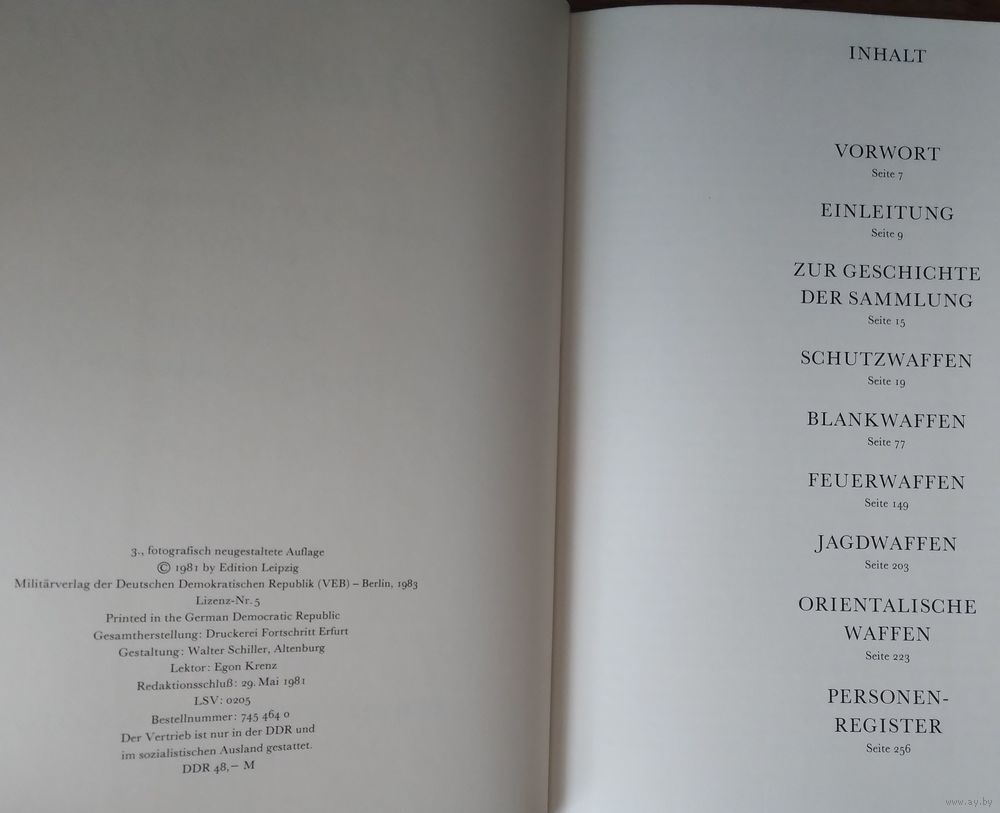 3., fotografisch neugestaltete Auflage
© 1981 by Edition Leipzig
Militärverlag der Deutschen Demokratischen Republik (VEB) – Berlin, 1983
Lizenz-Nr. 5
Printed in the German Democratic Republic
Gesamtherstellung: Druckerei Fortschritt Erfurt
Gestaltung: Walter Schiller, Altenburg
Lektor: Egon Krenz
Redaktionsschluß: 29. Mai 1981
LSV: 0205
Bestellnummer: 745 464 0
Der Vertrieb ist nur in der DDR und
im sozialistischen Ausland gestattet.
DDR 48,– M
INHALT
VORWORT
Seite 7
EINLEITUNG
Seite 9
ZUR GESCHICHTE
DER SAMMLUNG
Seite 15
SCHUTZWAFFEN
Seite 19
BLANKWAFFEN
Seite 77
FEUERWAFFEN
Seite 149
JAGDWAFFEN
Seite 203
ORIENTALISCHE
WAFFEN
Seite 223
PERSONEN-
REGISTER
Seite 256
www.ay.by